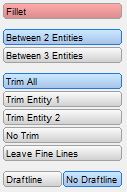 Fillet
Between 2 Entities
Between 3 Entities
Trim All
Trim Entity 1
Trim Entity 2
No Trim
Leave Fine Lines
Draftline No Draftline